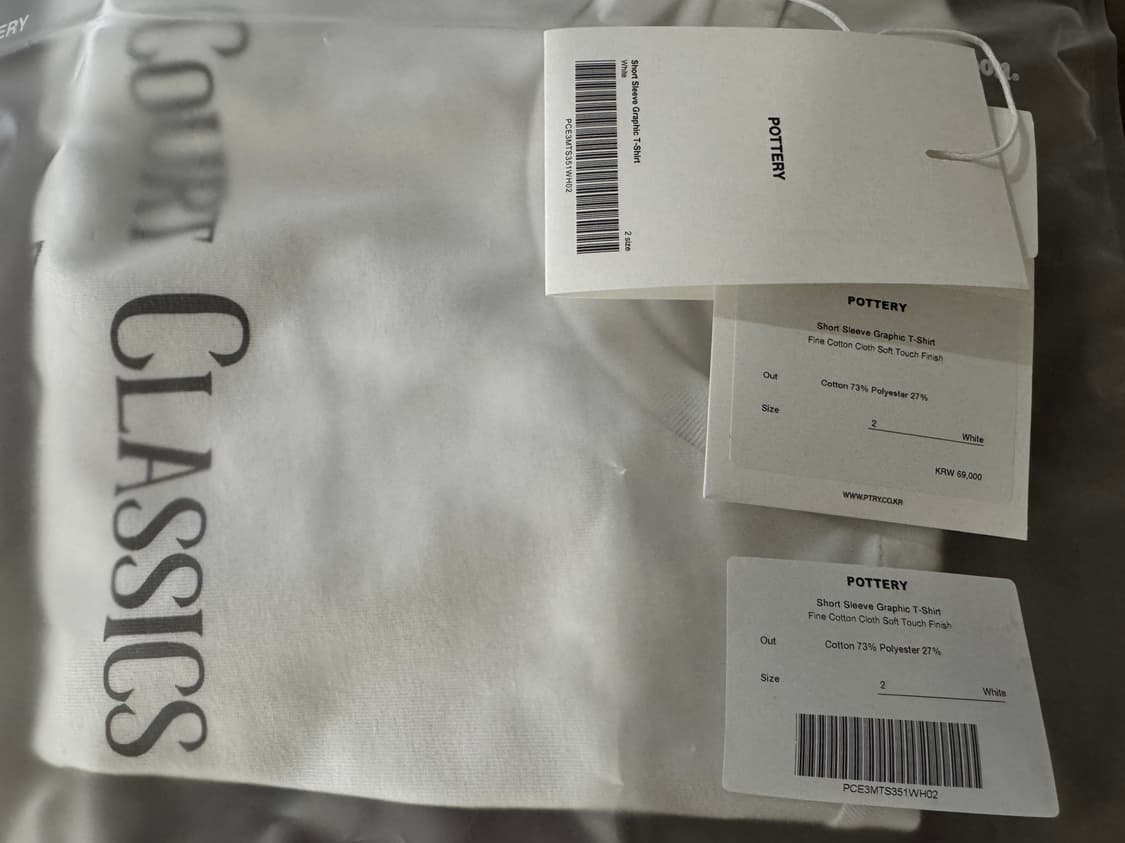 ERY
COURT CLASSICS
Short Sleeve Graphic T-Shirt
White
2 size
PCE3MTS351WH02
POTTERY
POTTERY
Short Sleeve Graphic T-Shirt
Fine Cotton Cloth Soft Touch Finish
Out Cotton 73% Polyester 27%
Size 2 White
KRW 69,000
WWW.PTRY.CO.KR
POTTERY
Short Sleeve Graphic T-Shirt
Fine Cotton Cloth Soft Touch Finish
Out Cotton 73% Polyester 27%
Size 2 White
PCE3MTS351WH02